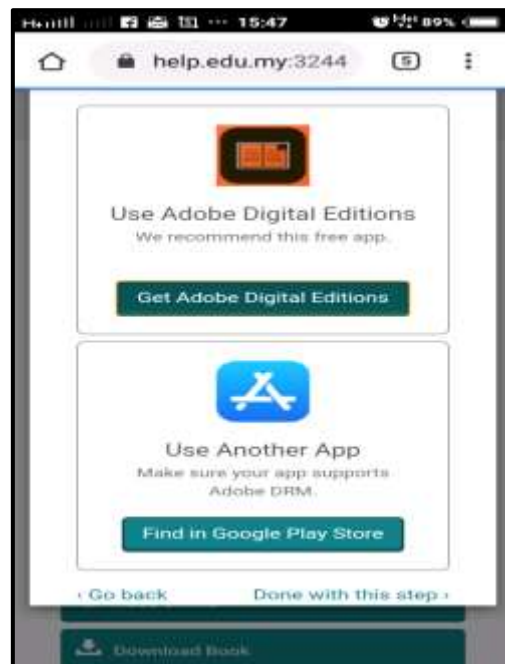 15:47
89%
help.edu.my:3244
5
Use Adobe Digital Editions
We recommend this free app.
Get Adobe Digital Editions
Use Another App
Make sure your app supports
Adobe DRM.
Find in Google Play Store
‹ Go back
Done with this step ›
Download Book